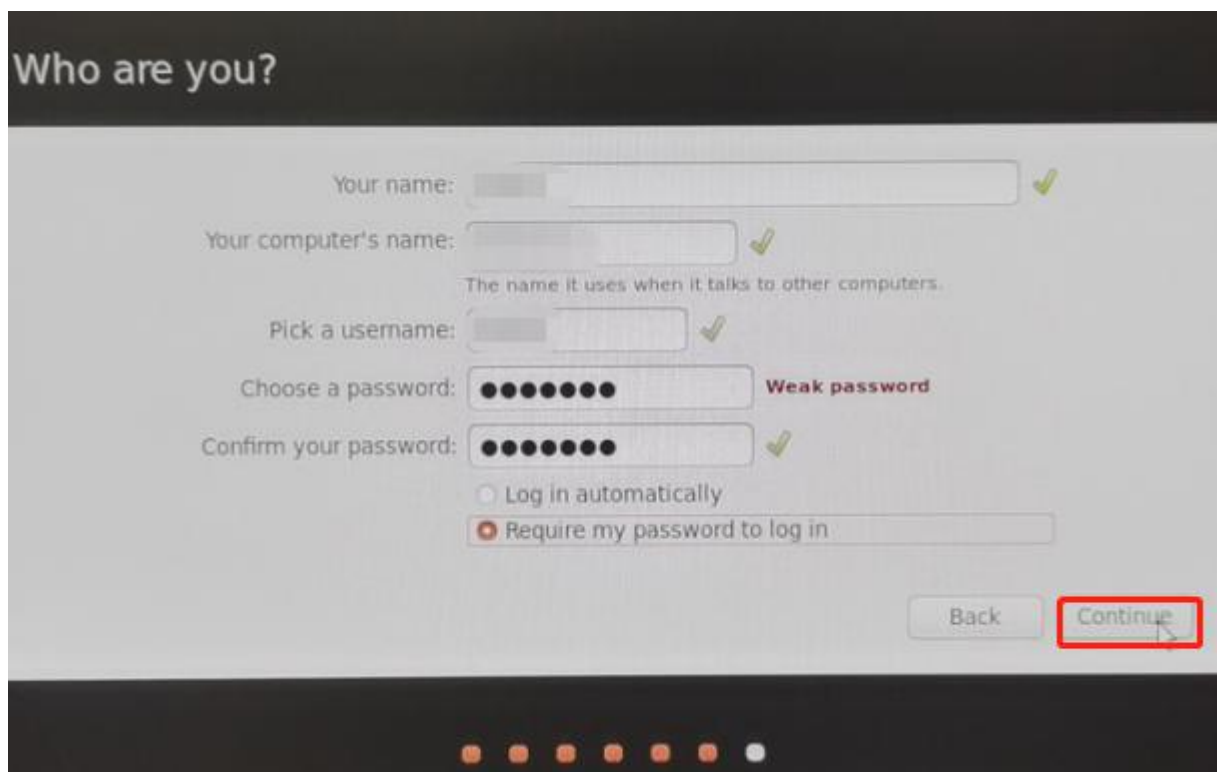 Who are you?
Your name:
Your computer's name:
The name it uses when it talks to other computers.
Pick a username:
Choose a password: ●●●●●●● Weak password
Confirm your password: ●●●●●●●
Log in automatically
Require my password to log in
Back Continue